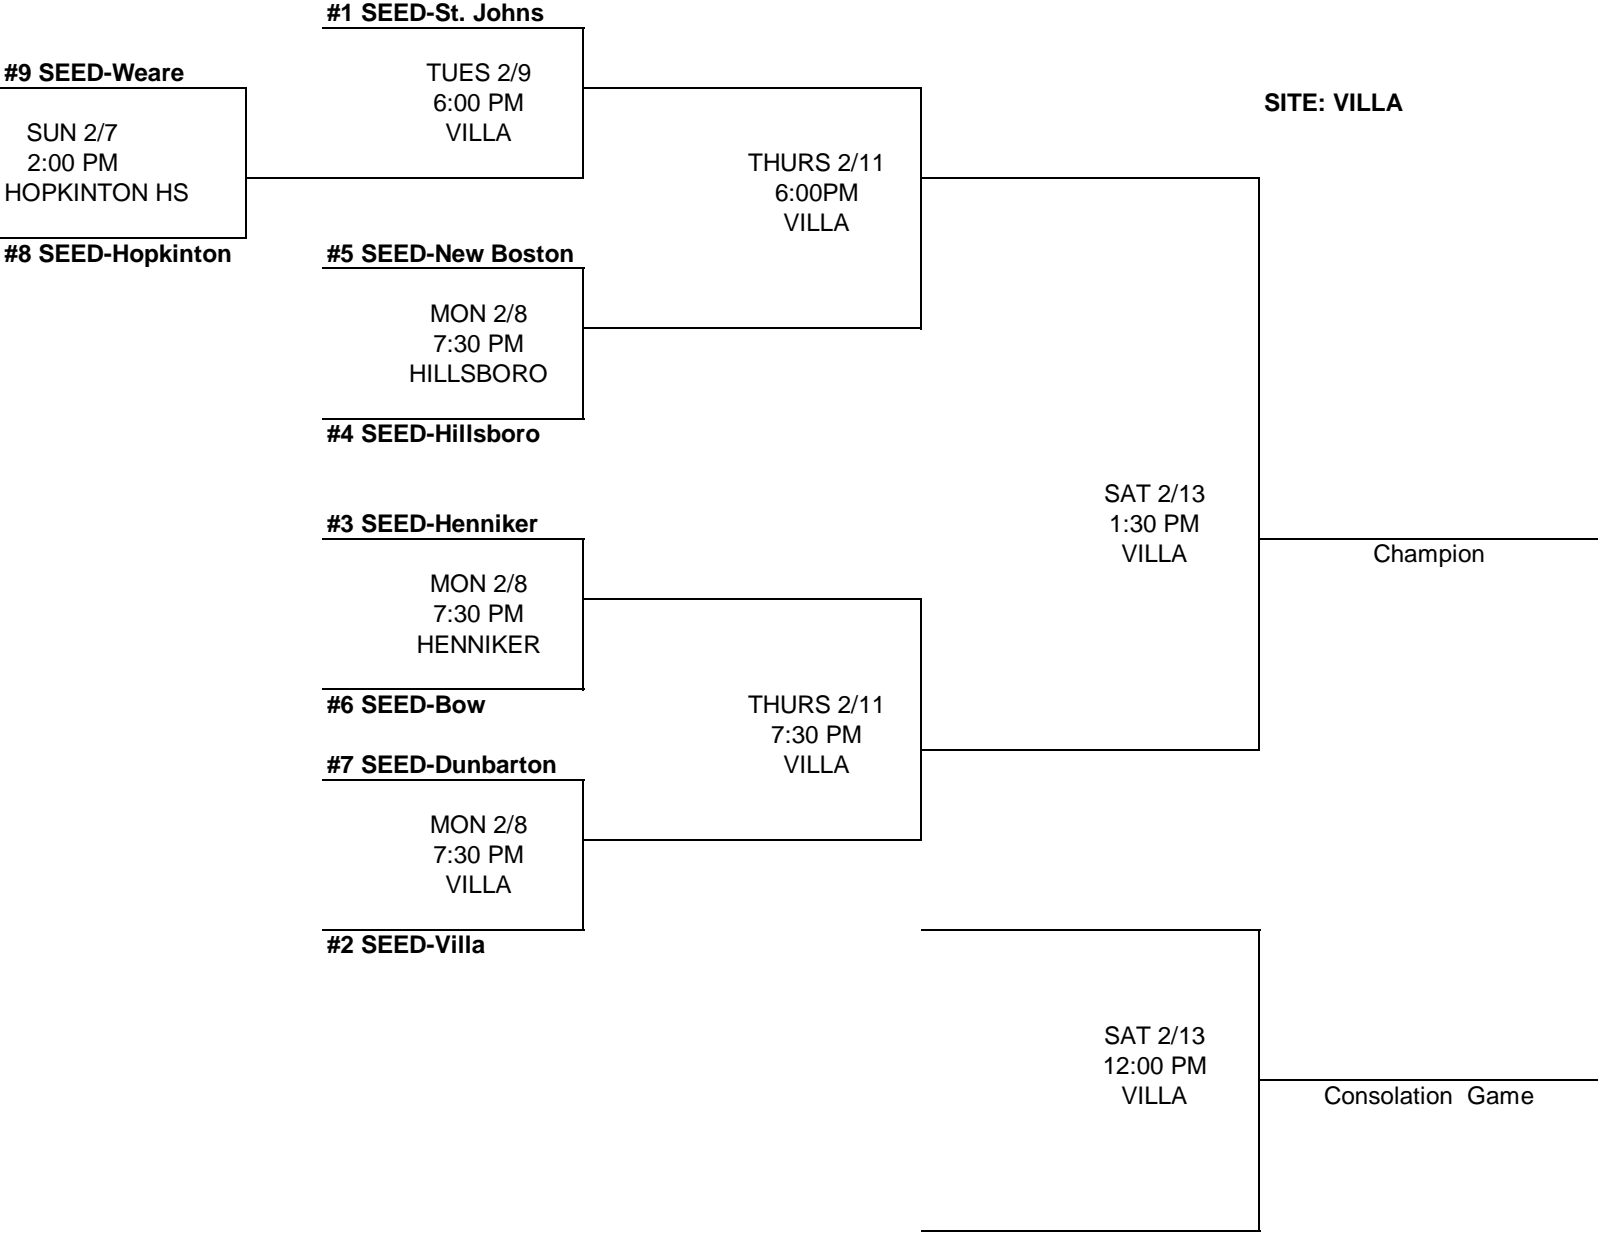 #1 SEED-St. Johns
#9 SEED-Weare
TUES 2/9
6:00 PM
VILLA
SITE: VILLA
SUN 2/7
2:00 PM
HOPKINTON HS
THURS 2/11
6:00PM
VILLA
#8 SEED-Hopkinton
#5 SEED-New Boston
MON 2/8
7:30 PM
HILLSBORO
#4 SEED-Hillsboro
SAT 2/13
1:30 PM
VILLA
Champion
#3 SEED-Henniker
MON 2/8
7:30 PM
HENNIKER
#6 SEED-Bow
THURS 2/11
7:30 PM
VILLA
#7 SEED-Dunbarton
MON 2/8
7:30 PM
VILLA
#2 SEED-Villa
SAT 2/13
12:00 PM
VILLA
Consolation Game